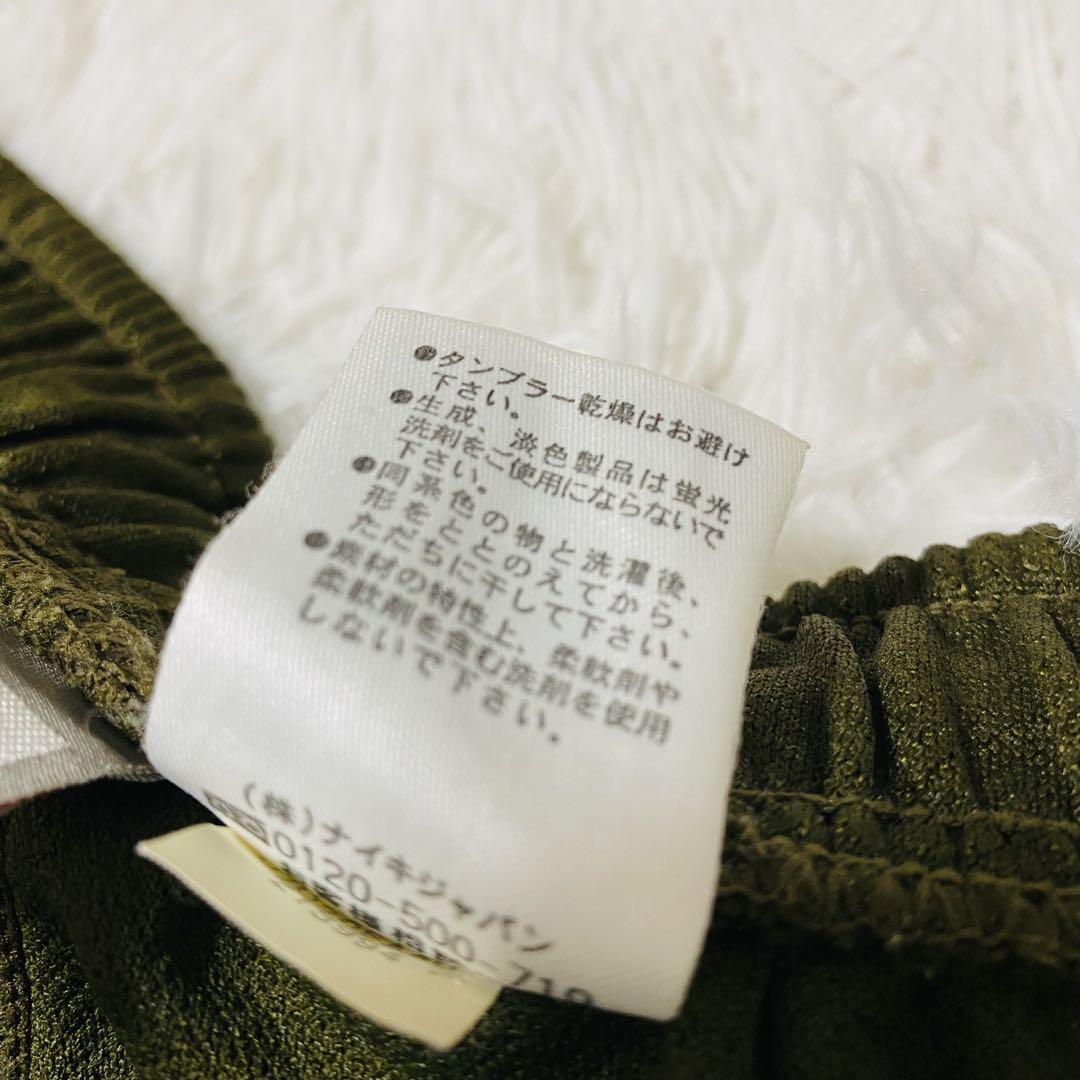 ●タンブラー乾燥はお避け
下さい。
●生成、淡色製品は蛍光
洗剤をご使用にならないで
下さい。
●同系色の物と洗濯後、
形をととのえてから、
ただちに干して下さい。
●素材の特性上、柔軟剤や
柔軟剤を含む洗剤を使用
しないで下さい。
(株)ナイキジャパン
0120-500-719